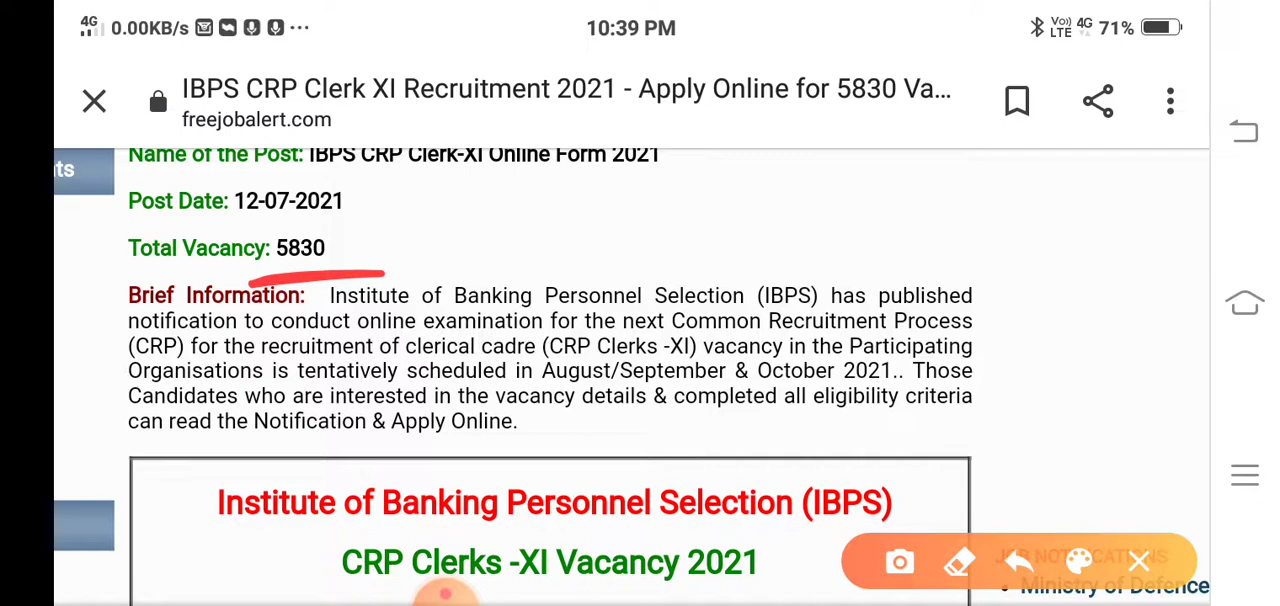 4G 0.00KB/s 10:39 PM Vo)) LTE 4G 71%
IBPS CRP Clerk XI Recruitment 2021 - Apply Online for 5830 Va...
freejobalert.com
nts
Name of the Post: IBPS CRP Clerk-XI Online Form 2021
Post Date: 12-07-2021
Total Vacancy: 5830
Brief Information: Institute of Banking Personnel Selection (IBPS) has published
notification to conduct online examination for the next Common Recruitment Process
(CRP) for the recruitment of clerical cadre (CRP Clerks -XI) vacancy in the Participating
Organisations is tentatively scheduled in August/September & October 2021.. Those
Candidates who are interested in the vacancy details & completed all eligibility criteria
can read the Notification & Apply Online.
Institute of Banking Personnel Selection (IBPS)
CRP Clerks -XI Vacancy 2021
JOB NOTIFICATIONS
• Ministry of Defence